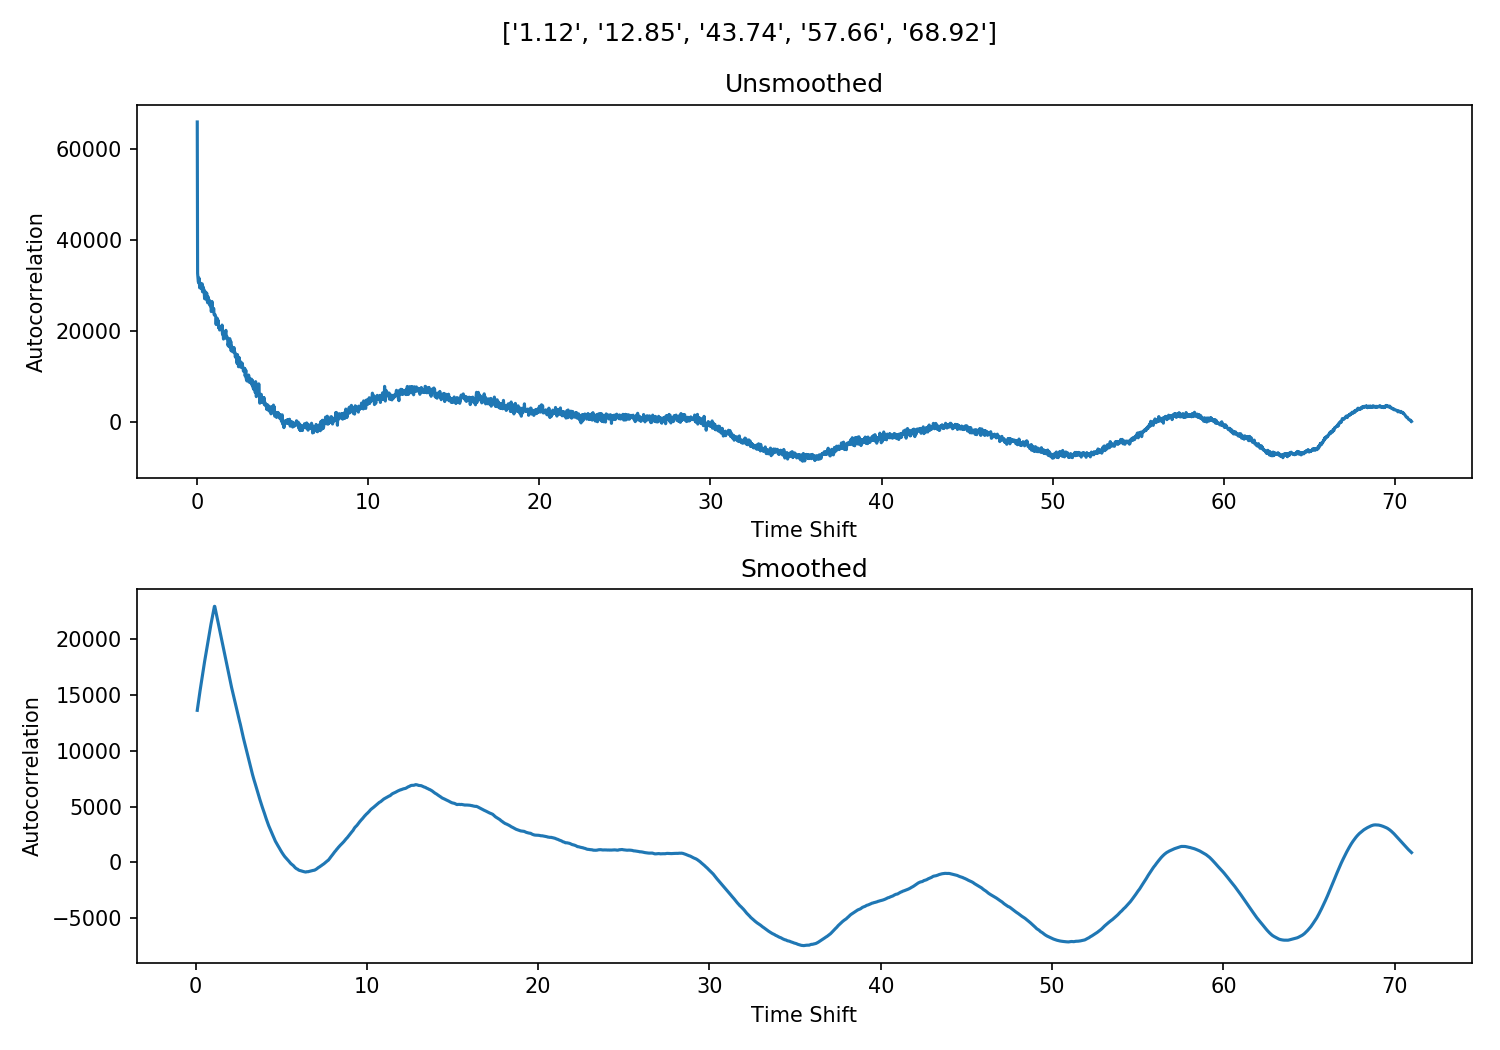 ['1.12', '12.85', '43.74', '57.66', '68.92']
Unsmoothed
Autocorrelation
60000
40000
20000
0
0 10 20 30 40 50 60 70
Time Shift
Smoothed
Autocorrelation
20000
15000
10000
5000
0
−5000
0 10 20 30 40 50 60 70
Time Shift